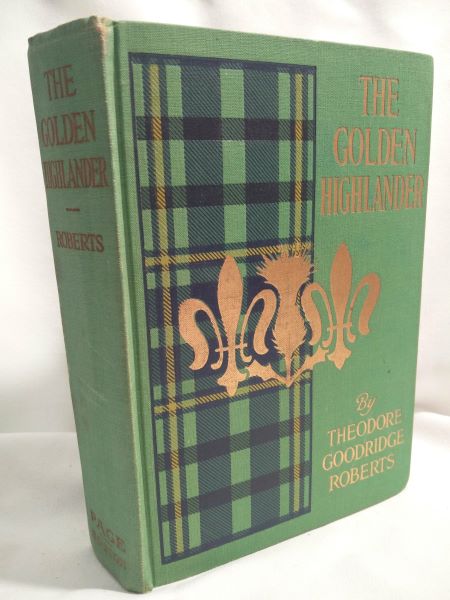 THE
GOLDEN
HIGHLANDER
ROBERTS
PAGE
THE
GOLDEN
HIGHLANDER
By
THEODORE
GOODRIDGE
ROBERTS